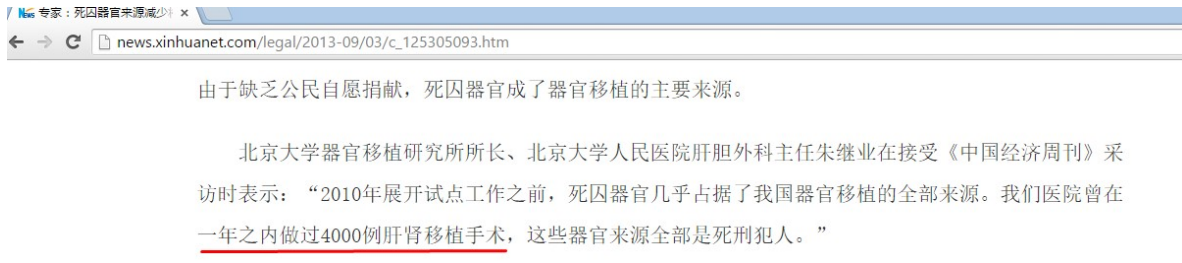 News 专家：死囚器官来源减少
news.xinhuanet.com/legal/2013-09/03/c_125305093.htm
由于缺乏公民自愿捐献，死囚器官成了器官移植的主要来源。
北京大学器官移植研究所所长、北京大学人民医院肝胆外科主任朱继业在接受《中国经济周刊》采
访时表示：“2010年展开试点工作之前，死囚器官几乎占据了我国器官移植的全部来源。我们医院曾在
一年之内做过4000例肝肾移植手术，这些器官来源全部是死刑犯人。”